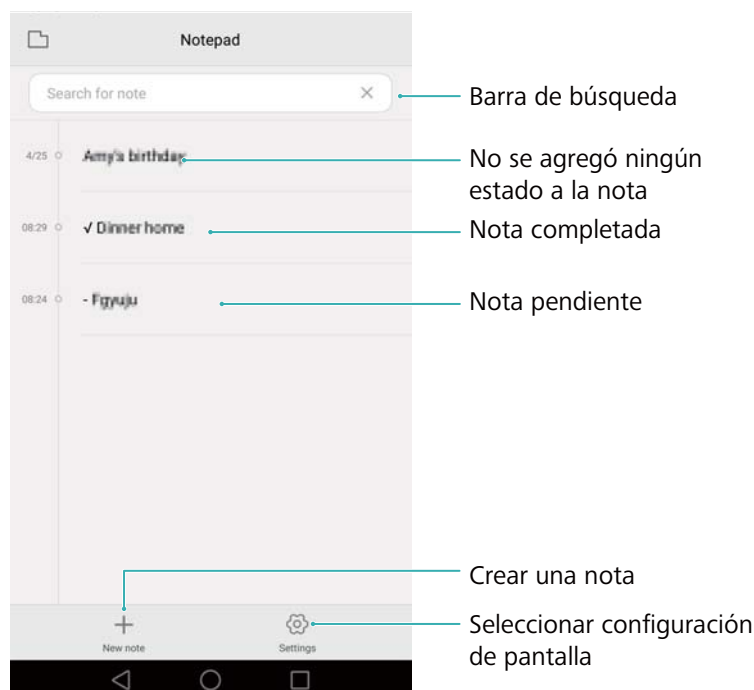 Notepad
Search for note
Barra de búsqueda
4/25 Amy's birthday
No se agregó ningún
estado a la nota
08:29 √ Dinner home
Nota completada
08:24 - Fgyuju
Nota pendiente
Crear una nota
New note
Settings
Seleccionar configuración
de pantalla